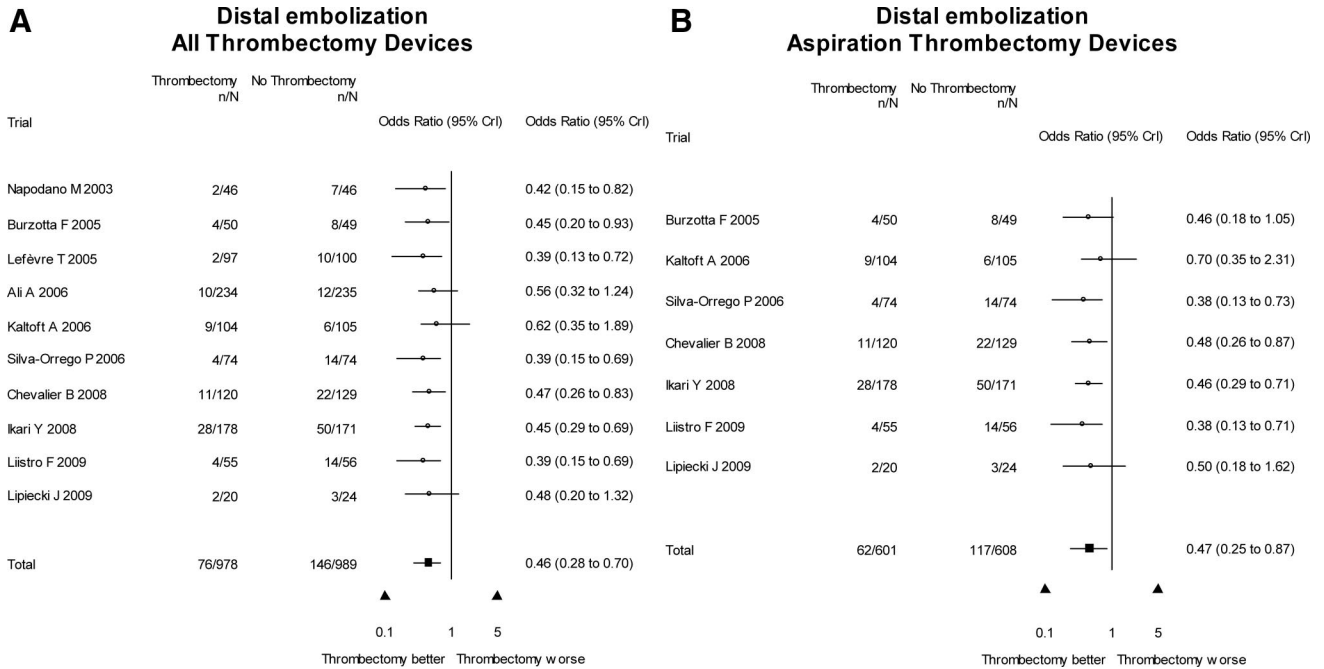 A
Distal embolization
All Thrombectomy Devices
Thrombectomy No Thrombectomy
n/N n/N
Trial Odds Ratio (95% CrI) Odds Ratio (95% CrI)
Napodano M 2003 2/46 7/46 0.42 (0.15 to 0.82)
Burzotta F 2005 4/50 8/49 0.45 (0.20 to 0.93)
Lefèvre T 2005 2/97 10/100 0.39 (0.13 to 0.72)
Ali A 2006 10/234 12/235 0.56 (0.32 to 1.24)
Kaltoft A 2006 9/104 6/105 0.62 (0.35 to 1.89)
Silva-Orrego P 2006 4/74 14/74 0.39 (0.15 to 0.69)
Chevalier B 2008 11/120 22/129 0.47 (0.26 to 0.83)
Ikari Y 2008 28/178 50/171 0.45 (0.29 to 0.69)
Liistro F 2009 4/55 14/56 0.39 (0.15 to 0.69)
Lipiecki J 2009 2/20 3/24 0.48 (0.20 to 1.32)
Total 76/978 146/989 0.46 (0.28 to 0.70)
0.1 1 5
Thrombectomy better Thrombectomy worse
B
Distal embolization
Aspiration Thrombectomy Devices
Thrombectomy No Thrombectomy
n/N n/N
Trial Odds Ratio (95% CrI) Odds Ratio (95% CrI)
Burzotta F 2005 4/50 8/49 0.46 (0.18 to 1.05)
Kaltoft A 2006 9/104 6/105 0.70 (0.35 to 2.31)
Silva-Orrego P 2006 4/74 14/74 0.38 (0.13 to 0.73)
Chevalier B 2008 11/120 22/129 0.48 (0.26 to 0.87)
Ikari Y 2008 28/178 50/171 0.46 (0.29 to 0.71)
Liistro F 2009 4/55 14/56 0.38 (0.13 to 0.71)
Lipiecki J 2009 2/20 3/24 0.50 (0.18 to 1.62)
Total 62/601 117/608 0.47 (0.25 to 0.87)
0.1 1 5
Thrombectomy better Thrombectomy worse